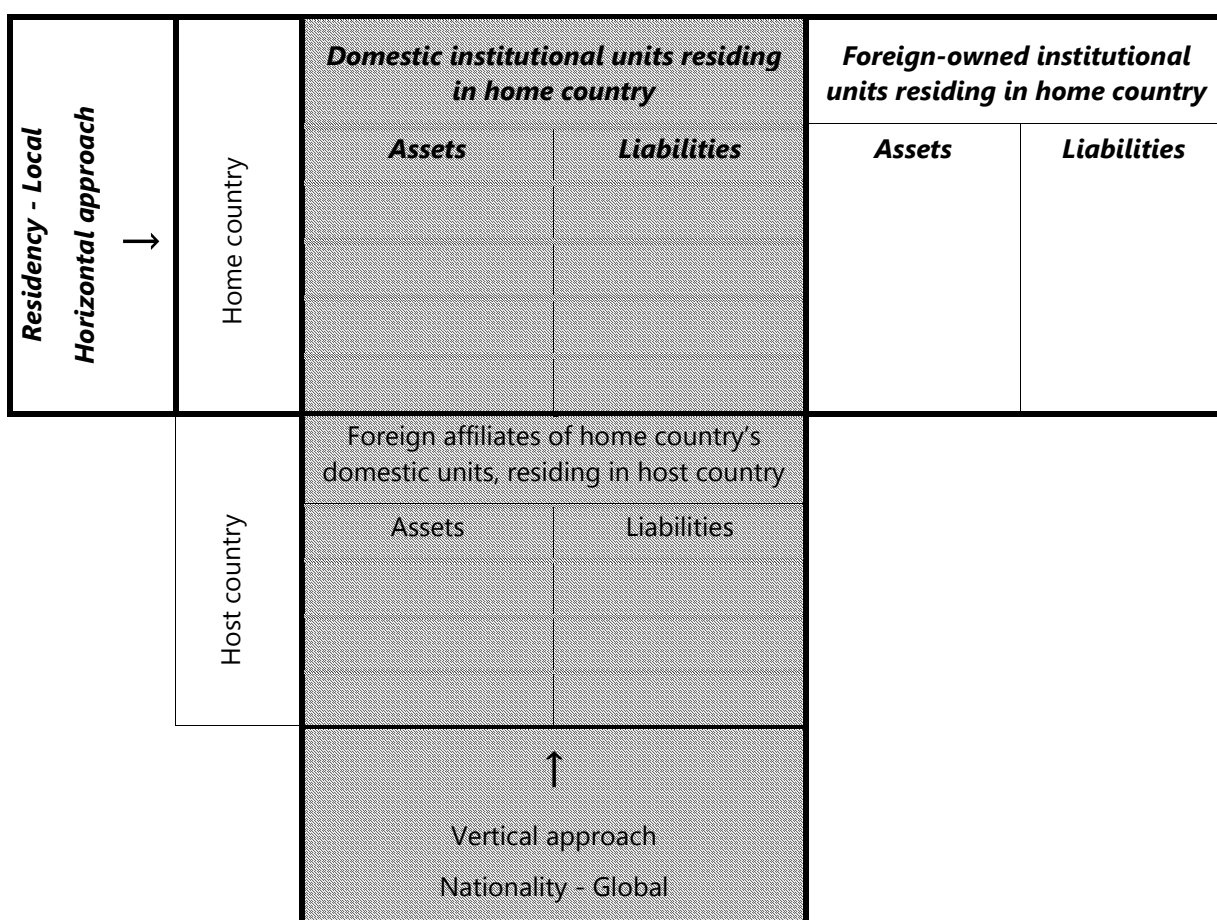 Residency - Local
Horizontal approach
→
Home country
Domestic institutional units residing
in home country
Assets
Liabilities
Foreign-owned institutional
units residing in home country
Assets
Liabilities
Host country
Foreign affiliates of home country’s
domestic units, residing in host country
Assets
Liabilities
↑
Vertical approach
Nationality - Global